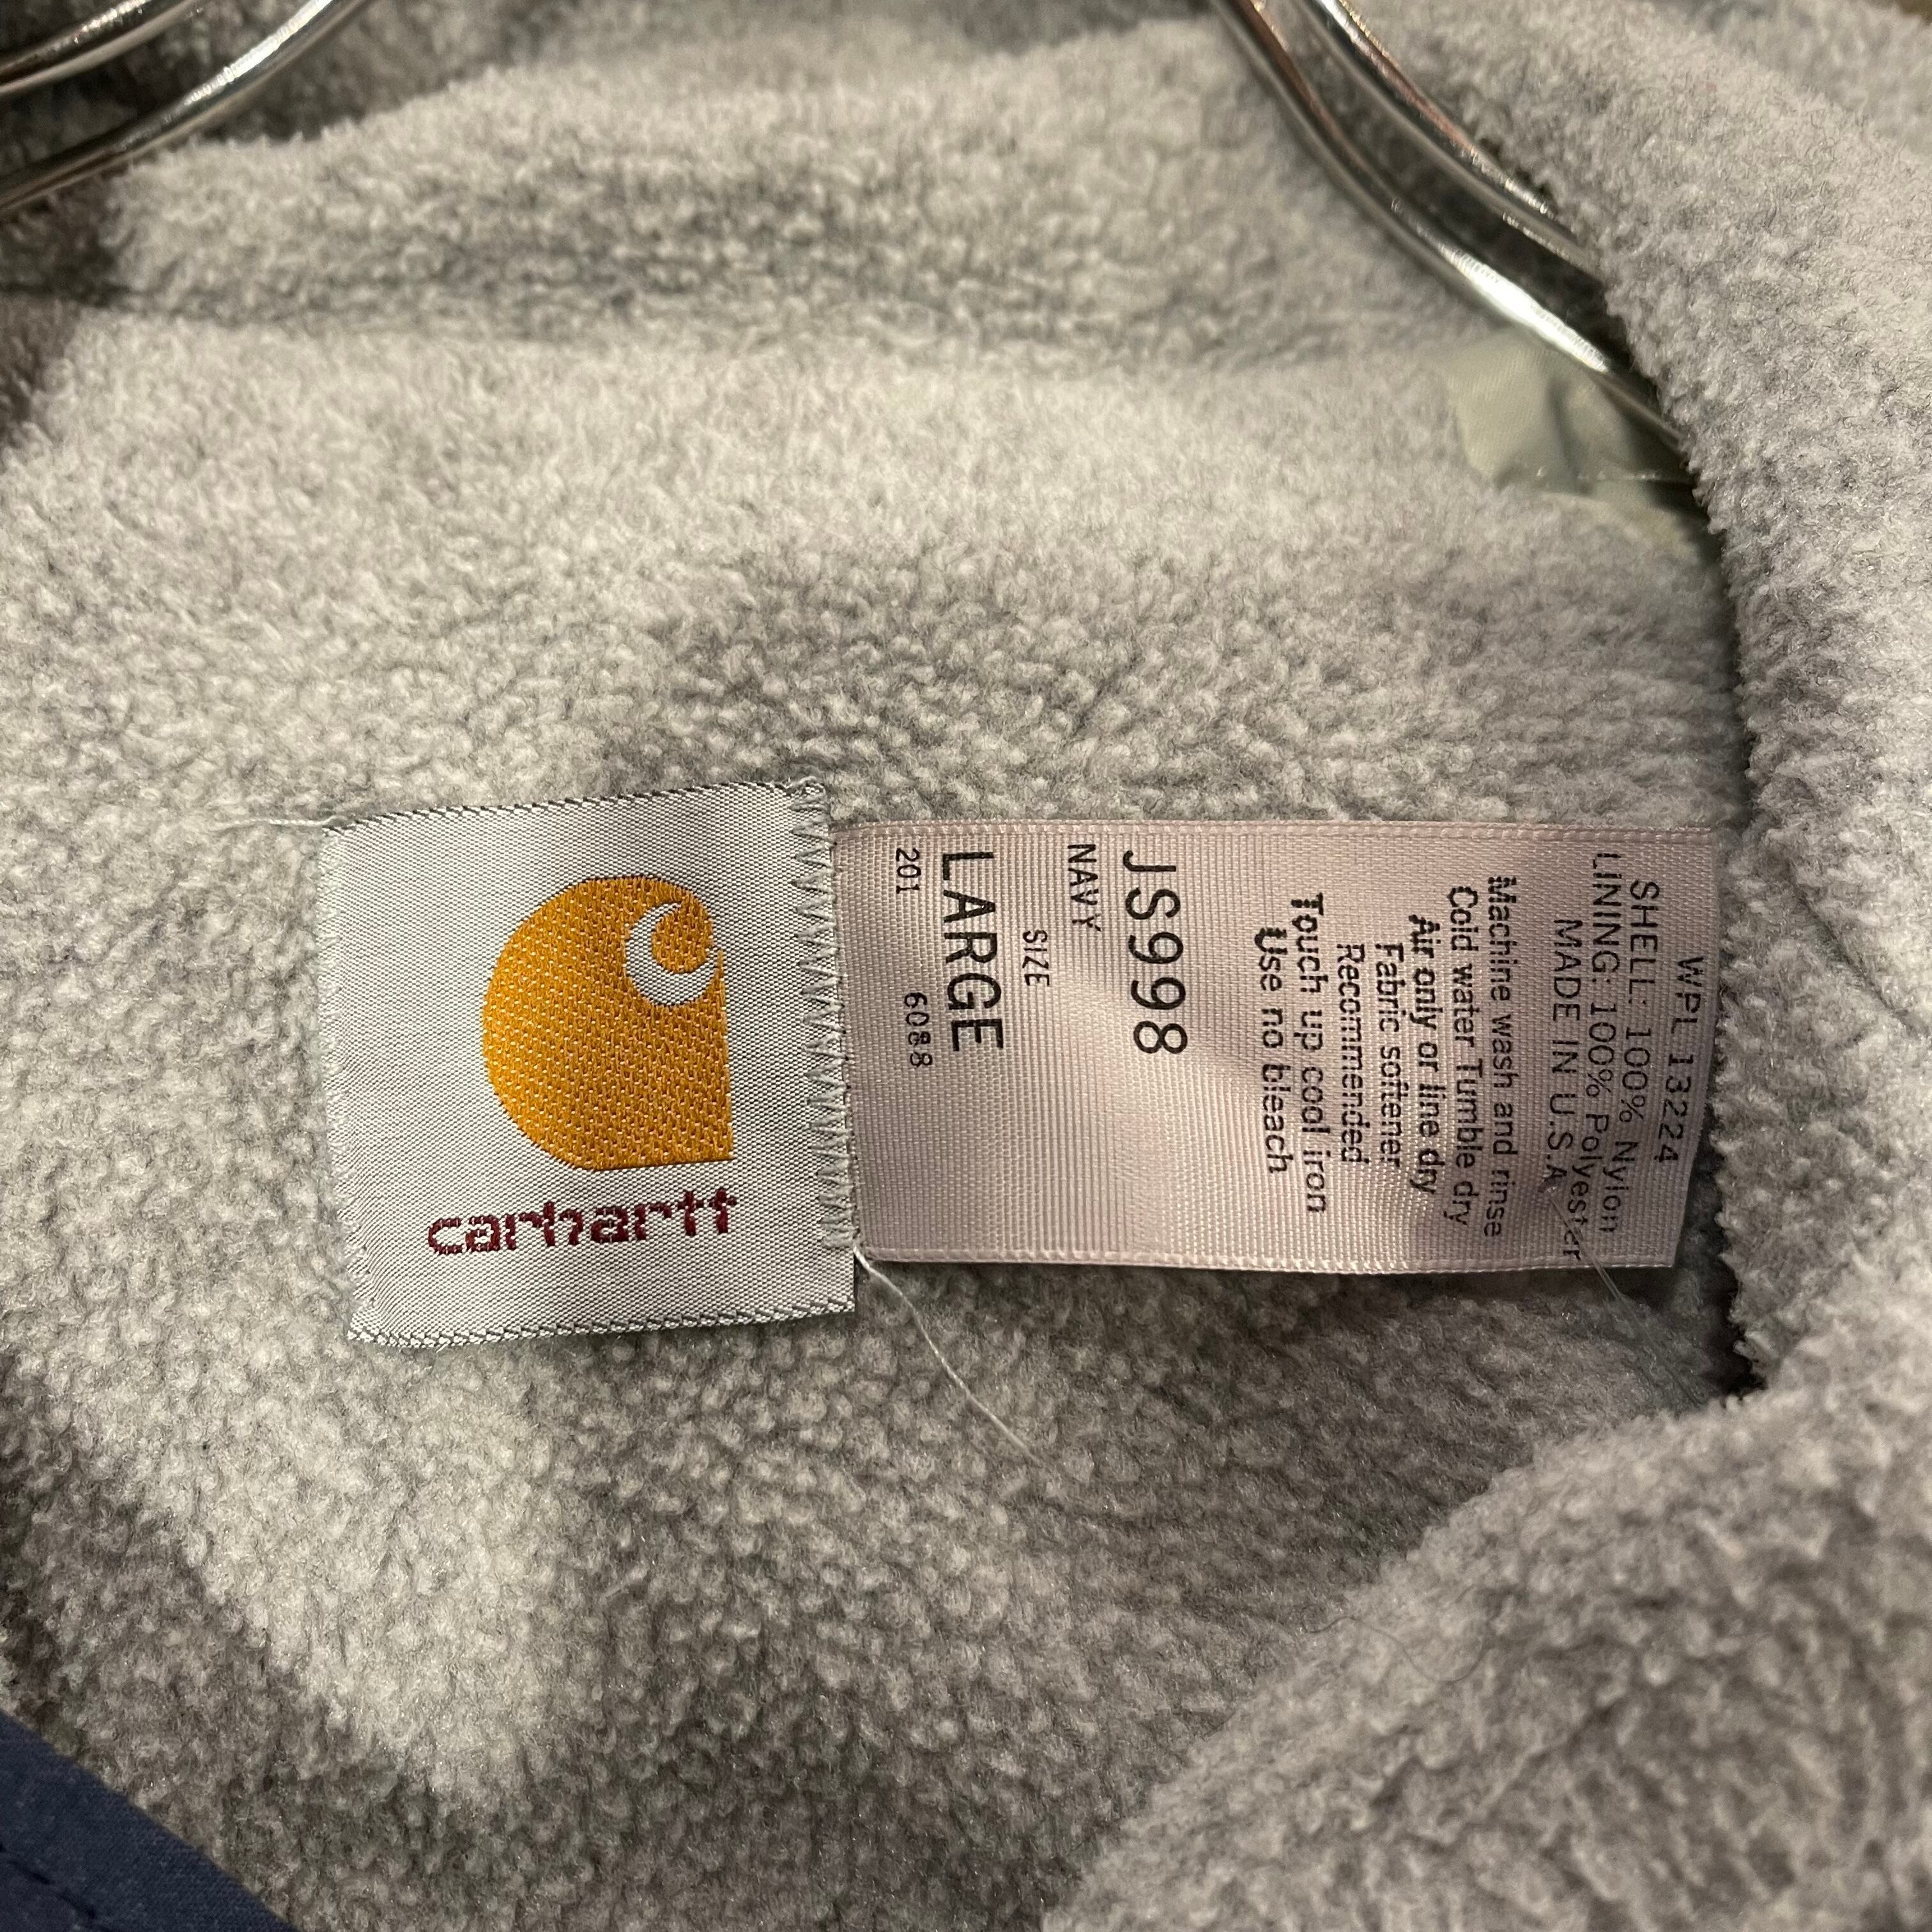 carhartt
WPL 13224
SHELL: 100% Nylon
LINING: 100% Polyester
MADE IN U.S.A.
Machine wash and rinse
Cold water Tumble dry
Air only or line dry
Fabric softener
Recommended
Touch up cool iron
Use no bleach
JS998
NAVY
SIZE
LARGE
201 6088